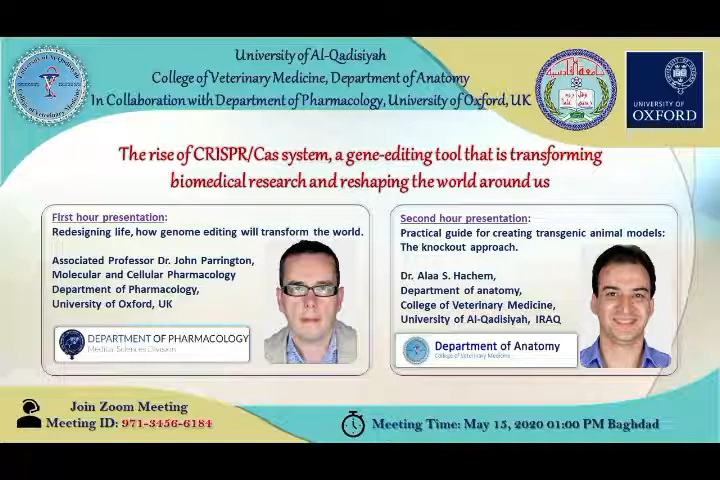 University of Al-Qadisiyah
College of Veterinary Medicine, Department of Anatomy
In Collaboration with Department of Pharmacology, University of Oxford, UK
UNIVERSITY OF
OXFORD
The rise of CRISPR/Cas system, a gene-editing tool that is transforming
biomedical research and reshaping the world around us
First hour presentation:
Redesigning life, how genome editing will transform the world.
Associated Professor Dr. John Parrington,
Molecular and Cellular Pharmacology
Department of Pharmacology,
University of Oxford, UK
DEPARTMENT OF PHARMACOLOGY
Medical Sciences Division
Second hour presentation:
Practical guide for creating transgenic animal models:
The knockout approach.
Dr. Alaa S. Hachem,
Department of anatomy,
College of Veterinary Medicine,
University of Al-Qadisiyah, IRAQ
Department of Anatomy
College of Veterinary Medicine
Join Zoom Meeting
Meeting ID: 971-3456-6184
Meeting Time: May 15, 2020 01:00 PM Baghdad